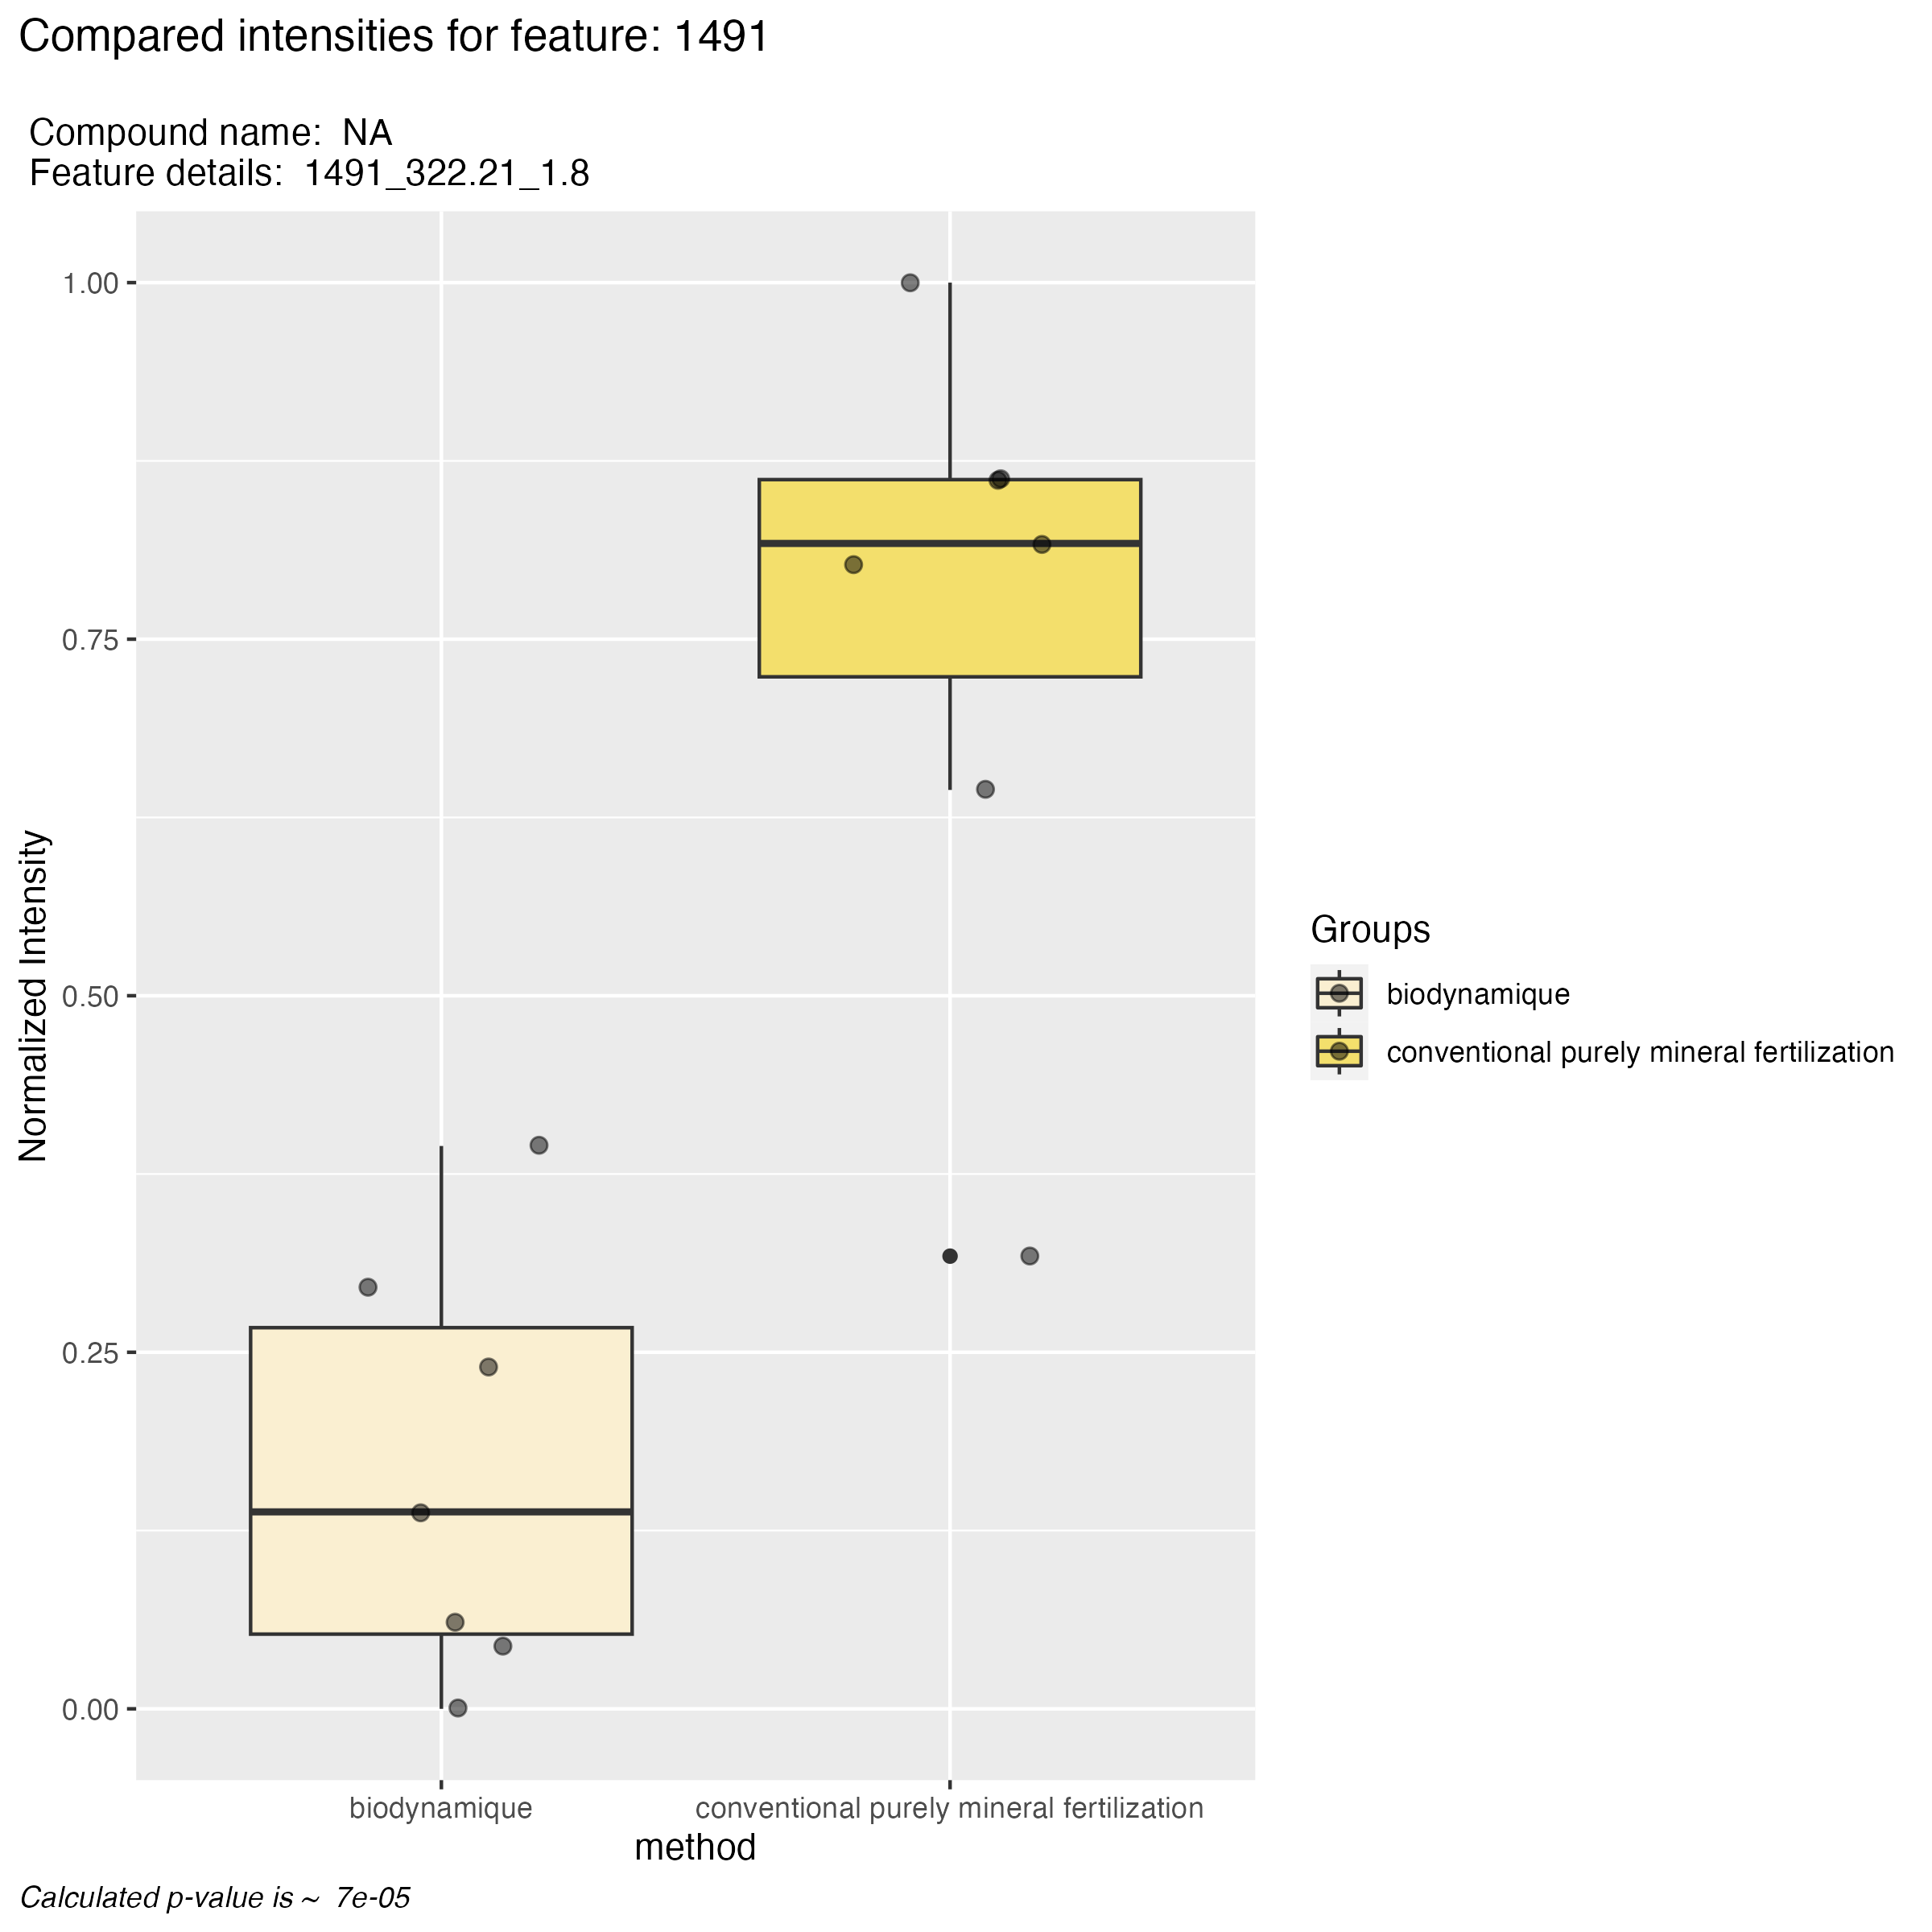 Compared intensities for feature: 1491
Compound name: NA
Feature details: 1491_322.21_1.8
Normalized Intensity
1.00
0.75
0.50
0.25
0.00
biodynamique
conventional purely mineral fertilization
method
Groups
biodynamique
conventional purely mineral fertilization
Calculated p-value is ~ 7e-05